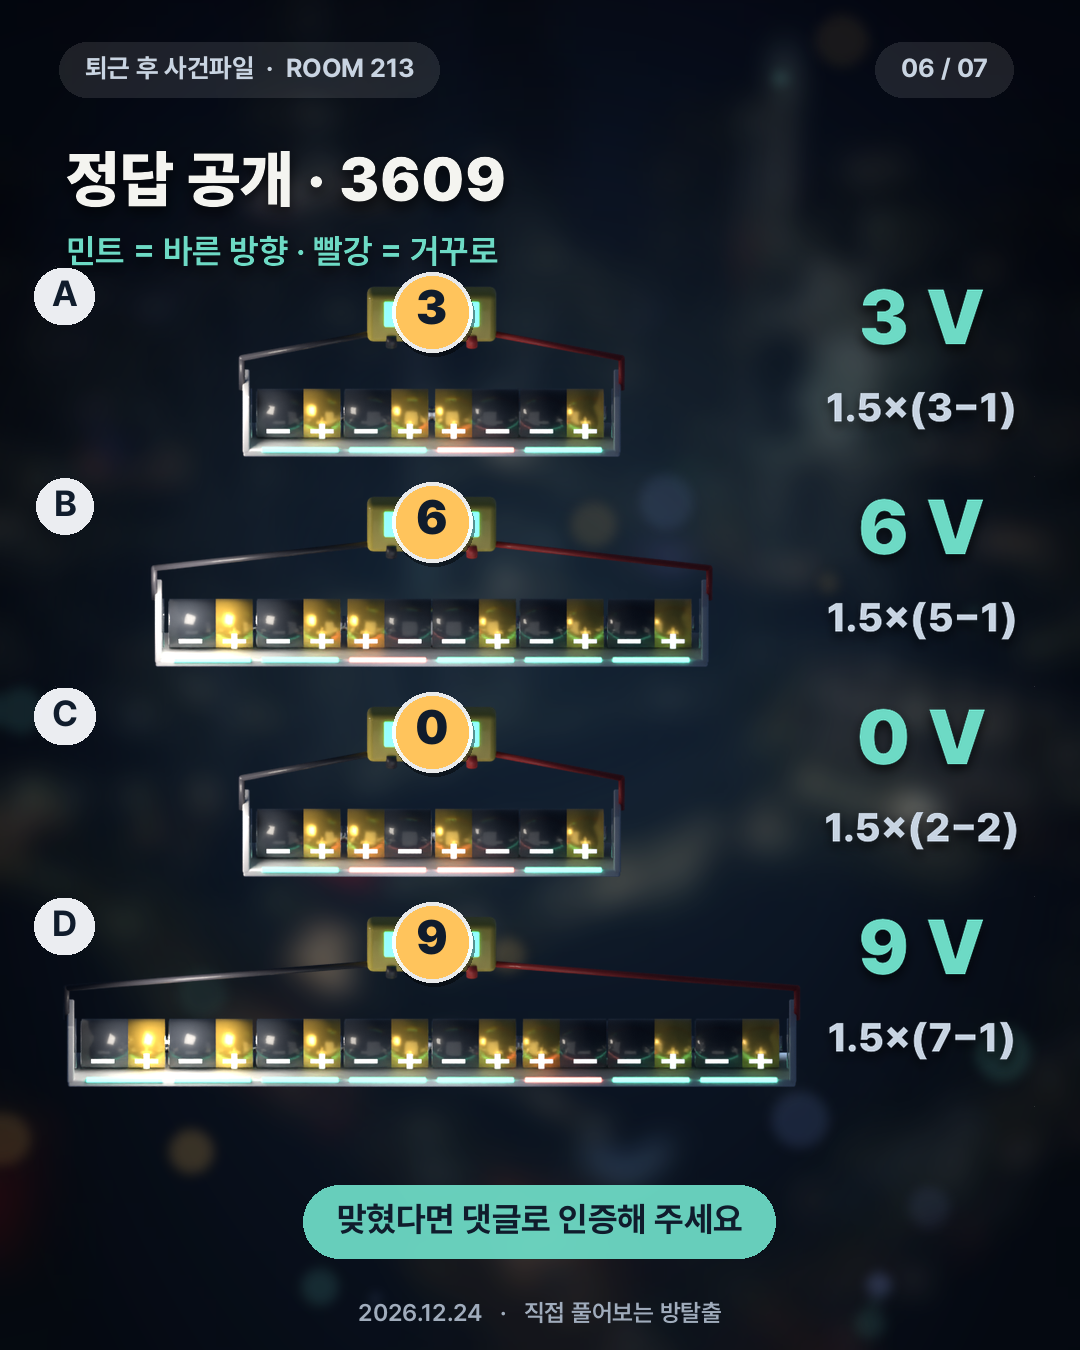 퇴근 후 사건파일 · ROOM 213
06 / 07
정답 공개 · 3609
민트 = 바른 방향 · 빨강 = 거꾸로
A
3
3 V
1.5×(3−1)
− + − + + − − +
B
6
6 V
1.5×(5−1)
− + − + + − − + − + − +
C
0
0 V
1.5×(2−2)
− + + − + − − +
D
9
9 V
1.5×(7−1)
− + − + − + − + − + + − − + − +
맞혔다면 댓글로 인증해 주세요
2026.12.24 · 직접 풀어보는 방탈출